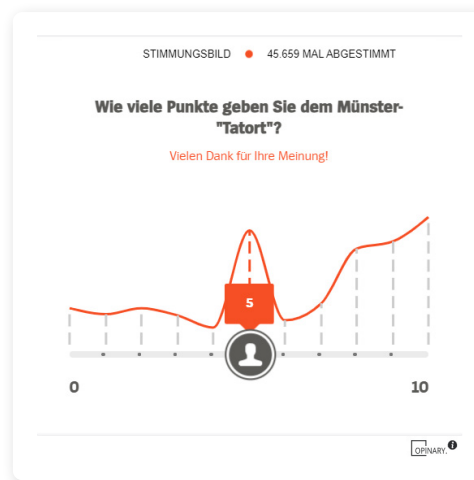 STIMMUNGSBILD ● 45.659 MAL ABGESTIMMT
Wie viele Punkte geben Sie dem Münster-
"Tatort"?
Vielen Dank für Ihre Meinung!
5
0 10
OPINARY.